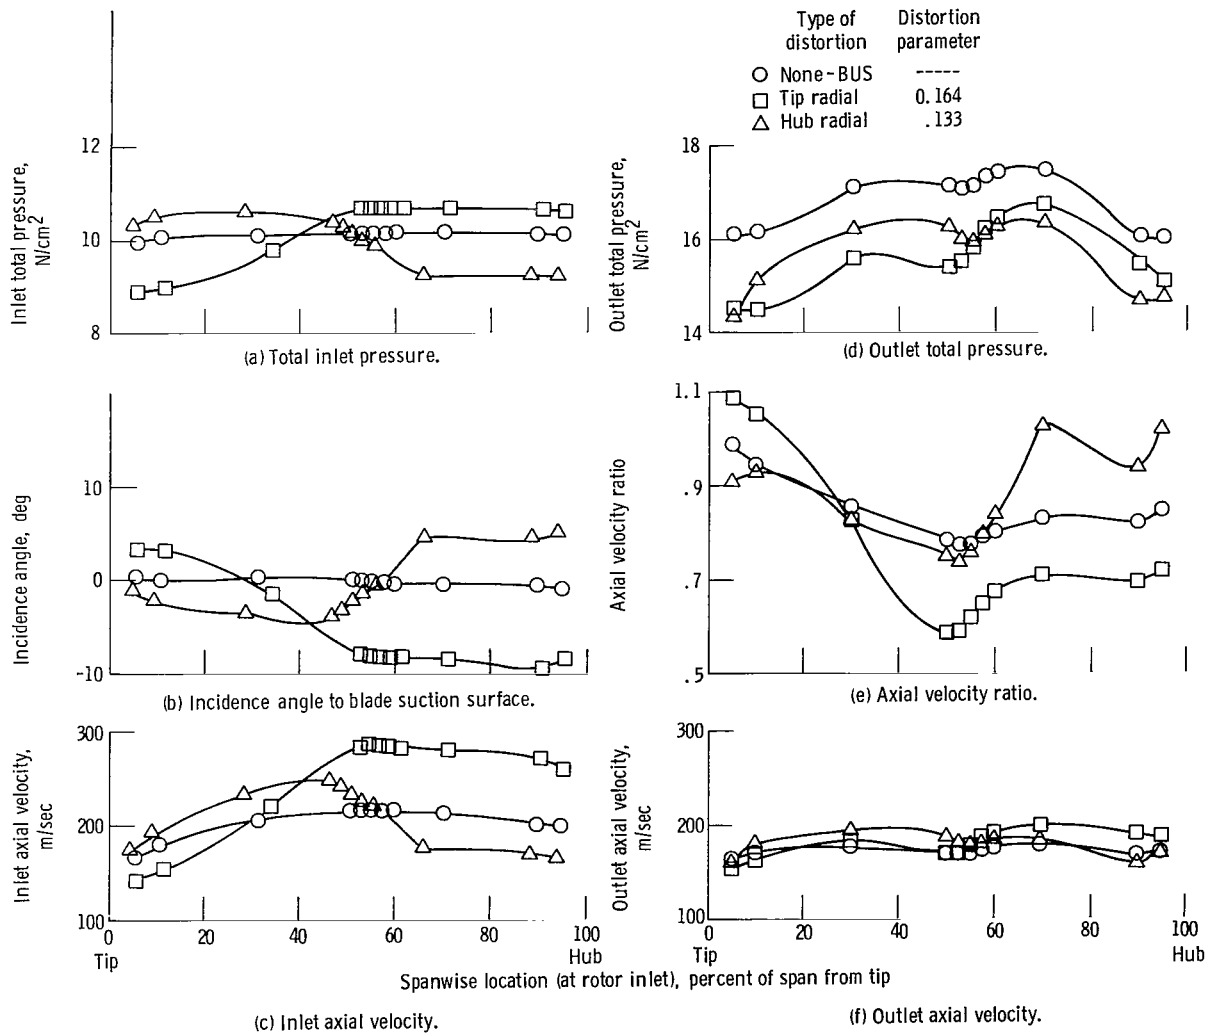 Type of distortion
Distortion parameter
None-BUS -----
Tip radial 0.164
Hub radial .133
Inlet total pressure,
N/cm2
12
10
8
(a) Total inlet pressure.
Outlet total pressure,
N/cm2
18
16
14
(d) Outlet total pressure.
Incidence angle, deg
10
0
-10
(b) Incidence angle to blade suction surface.
Axial velocity ratio
1.1
.9
.7
.5
(e) Axial velocity ratio.
Inlet axial velocity,
m/sec
300
200
100
0 20 40 60 80 100
Tip Hub
Outlet axial velocity,
m/sec
300
200
100
0 20 40 60 80 100
Tip Hub
Spanwise location (at rotor inlet), percent of span from tip
(c) Inlet axial velocity.
(f) Outlet axial velocity.